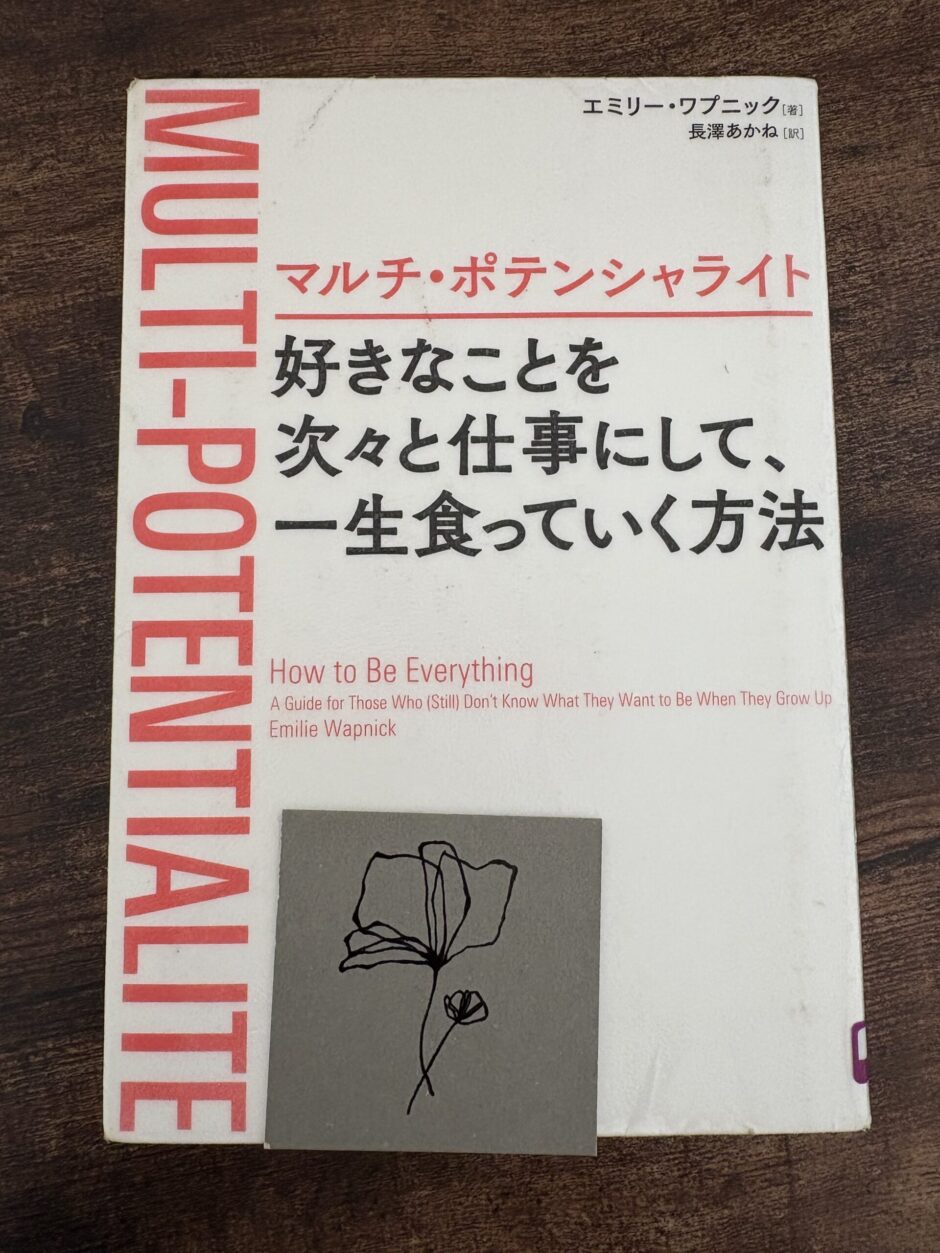 エミリー・ワプニック[著]
長澤あかね[訳]
MULTI-POTENTIALITE
マルチ・ポテンシャライト
好きなことを
次々と仕事にして、
一生食っていく方法
How to Be Everything
A Guide for Those Who (Still) Don't Know What They Want to Be When They Grow Up
Emilie Wapnick